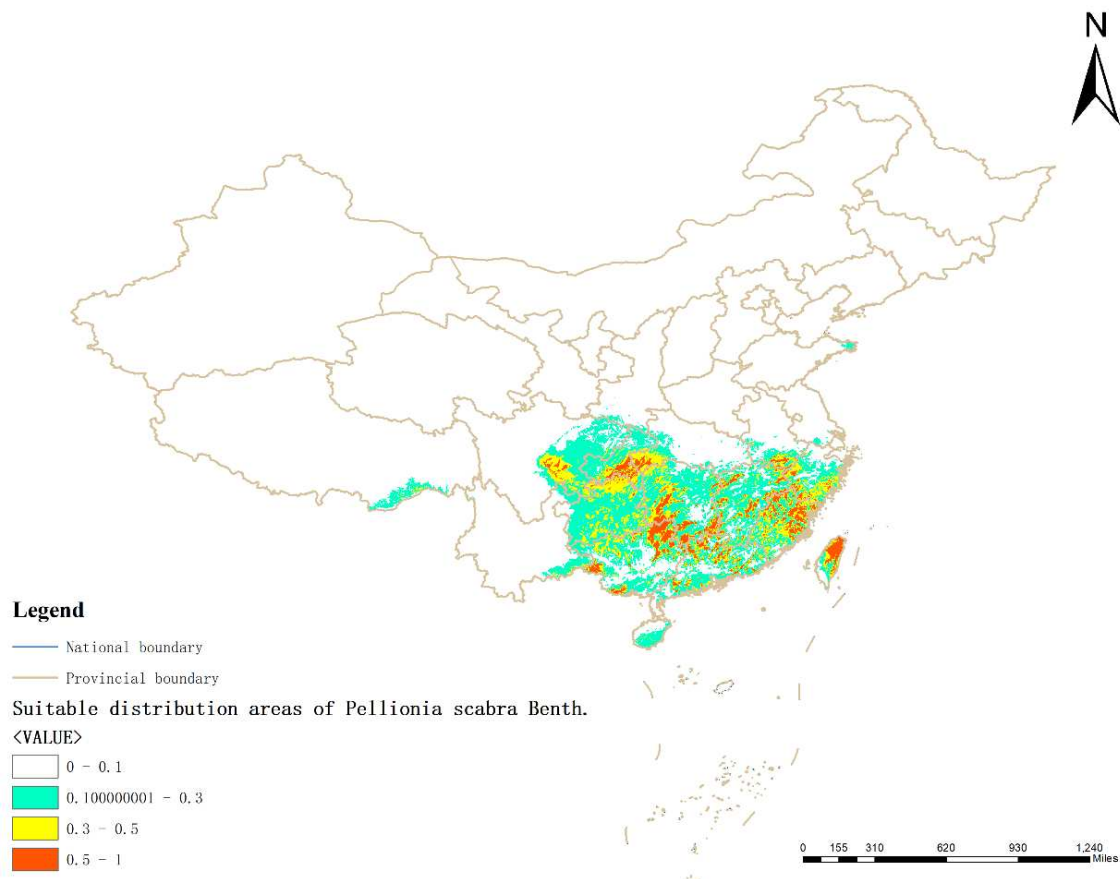 N
Legend
National boundary
Provincial boundary
Suitable distribution areas of Pellionia scabra Benth.
<VALUE>
0 - 0.1
0.100000001 - 0.3
0.3 - 0.5
0.5 - 1
0 155 310 620 930 1,240
Miles